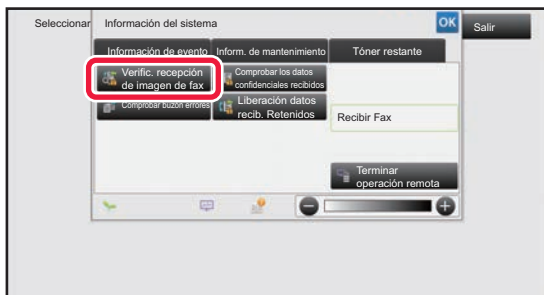 Seleccionar
Información del sistema
OK
Salir
Información de evento
Inform. de mantenimiento
Tóner restante
Verific. recepción
de imagen de fax
Comprobar los datos
confidenciales recibidos
Comprobar buzón errores
Liberación datos
recib. Retenidos
Recibir Fax
Terminar
operación remota